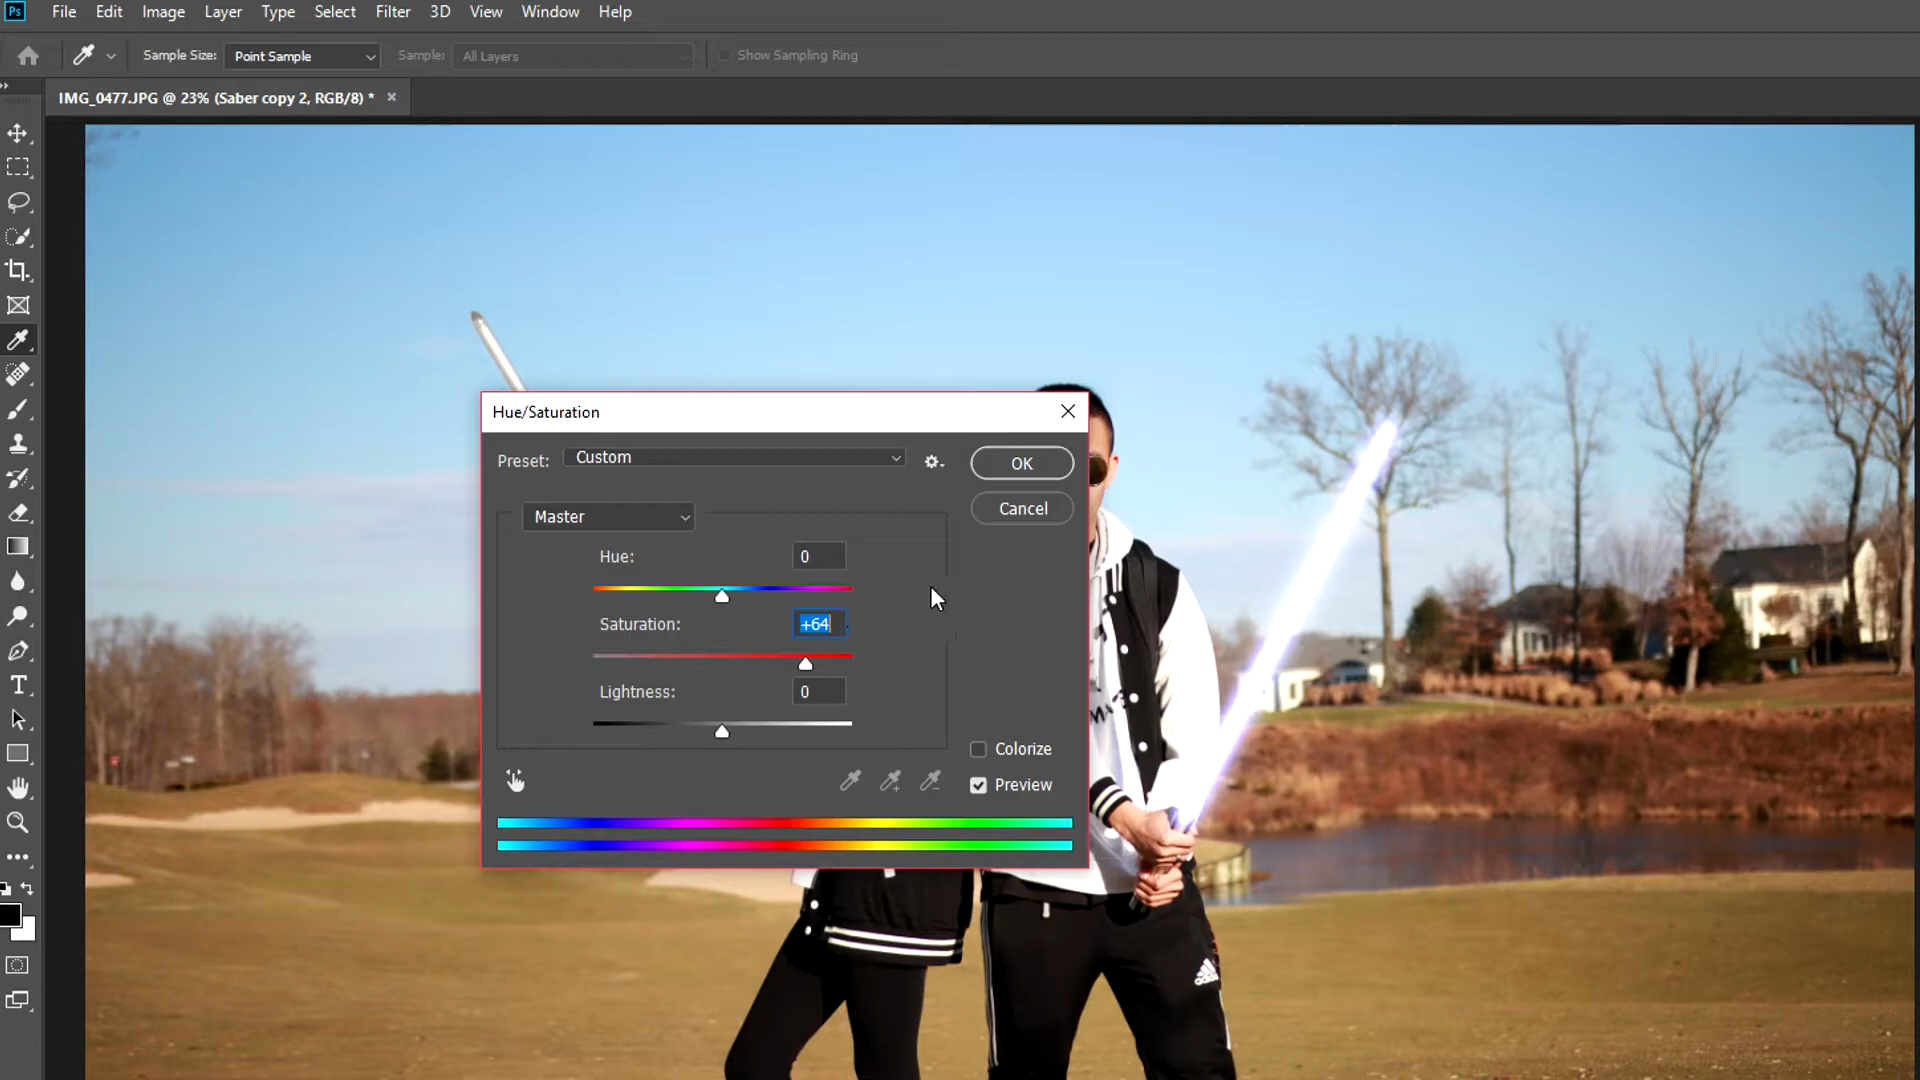 Ps File Edit Image Layer Type Select Filter 3D View Window Help
Sample Size: Point Sample Sample: All Layers Show Sampling Ring
IMG_0477.JPG @ 23% (Saber copy 2, RGB/8) * ×
Hue/Saturation
Preset: Custom OK
Cancel
Master
Hue: 0
Saturation: +64
Lightness: 0
Colorize
Preview
adidas